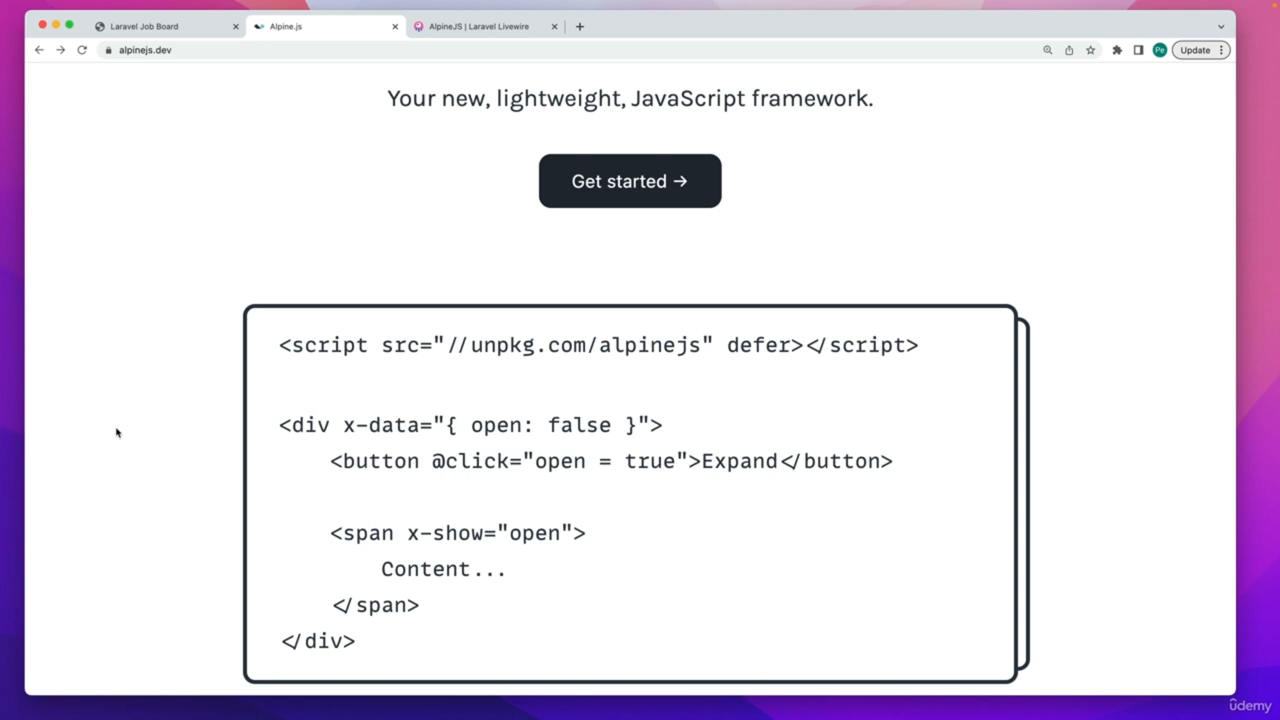 Laravel Job Board
Alpine.js
AlpineJS | Laravel Livewire
alpinejs.dev
Pe
Update
Your new, lightweight, JavaScript framework.
Get started →
<script src="//unpkg.com/alpinejs" defer></script>
<div x-data="{ open: false }">
<button @click="open = true">Expand</button>
<span x-show="open">
Content...
</span>
</div>
udemy